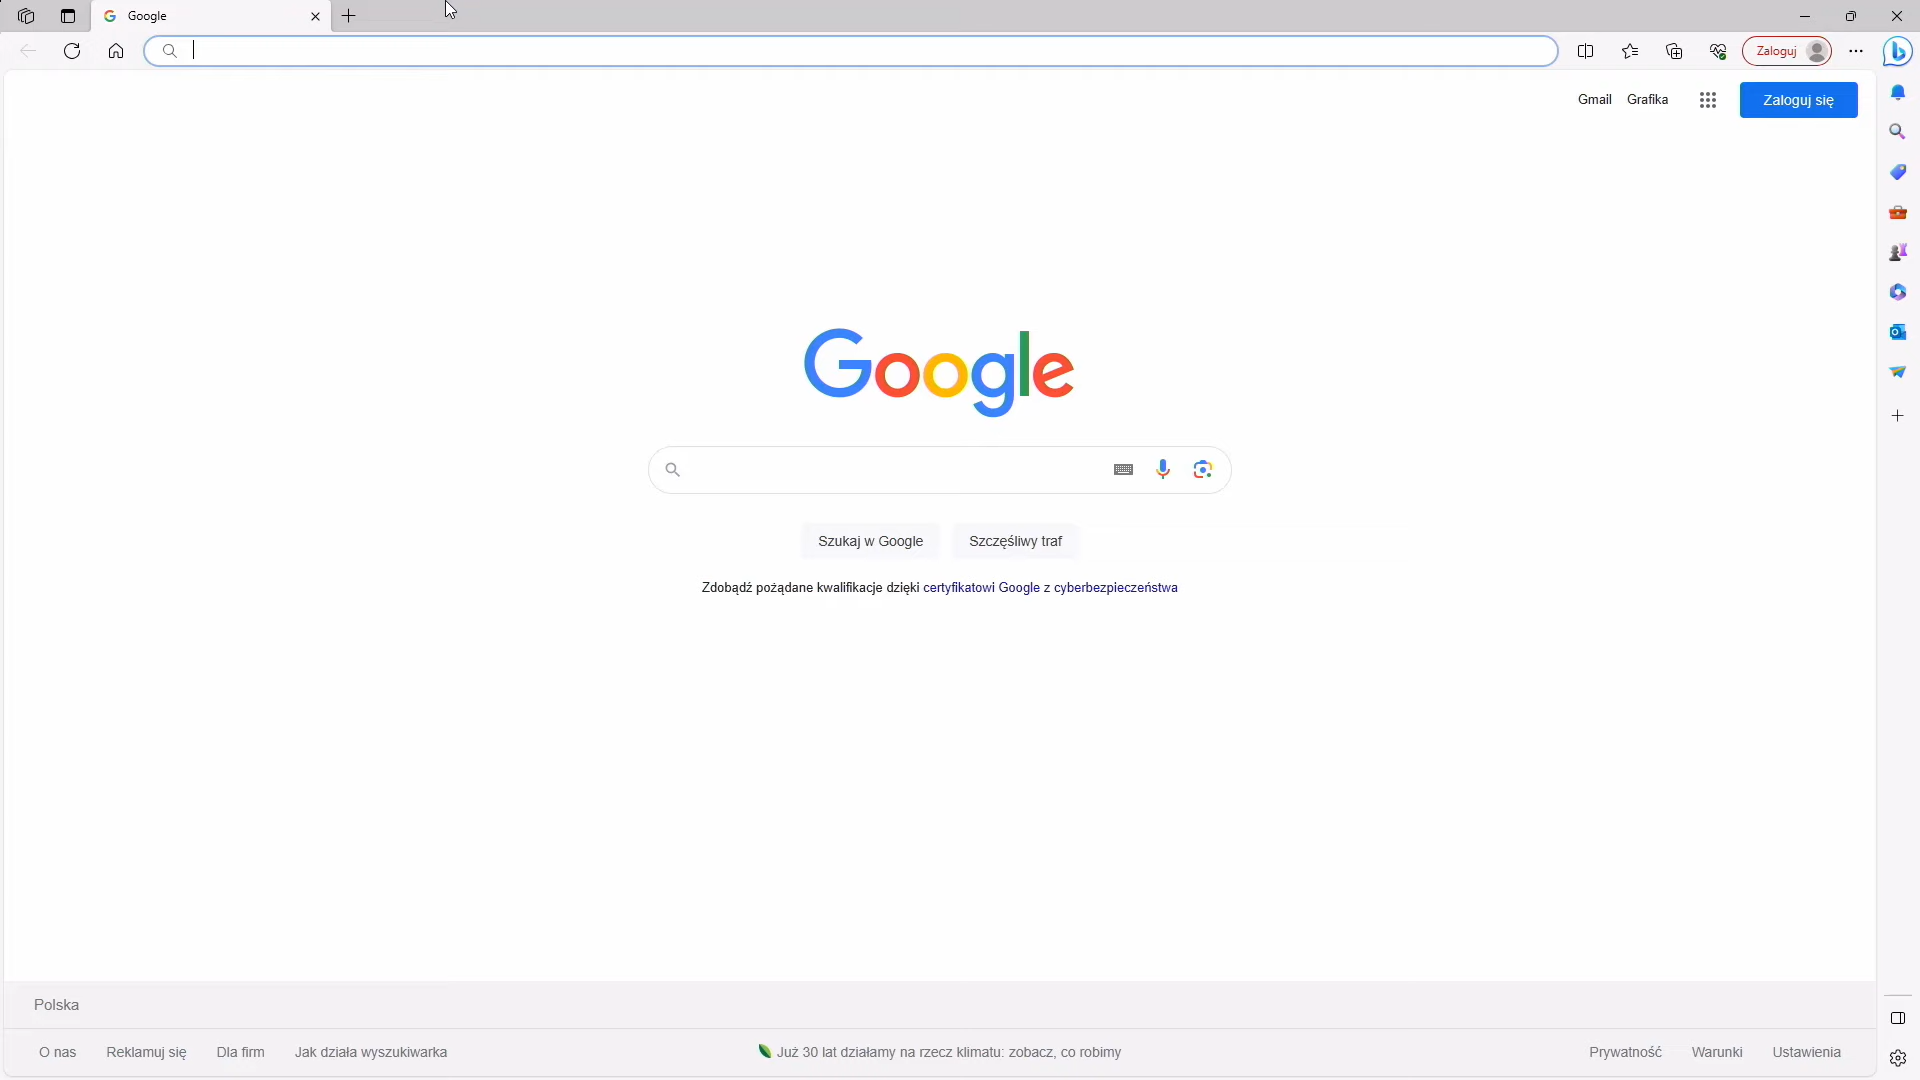 Google
Zaloguj
Gmail Grafika Zaloguj się
Google
Szukaj w Google Szczęśliwy traf
Zdobądź pożądane kwalifikacje dzięki certyfikatowi Google z cyberbezpieczeństwa
Polska
O nas Reklamuj się Dla firm Jak działa wyszukiwarka Już 30 lat działamy na rzecz klimatu: zobacz, co robimy Prywatność Warunki Ustawienia